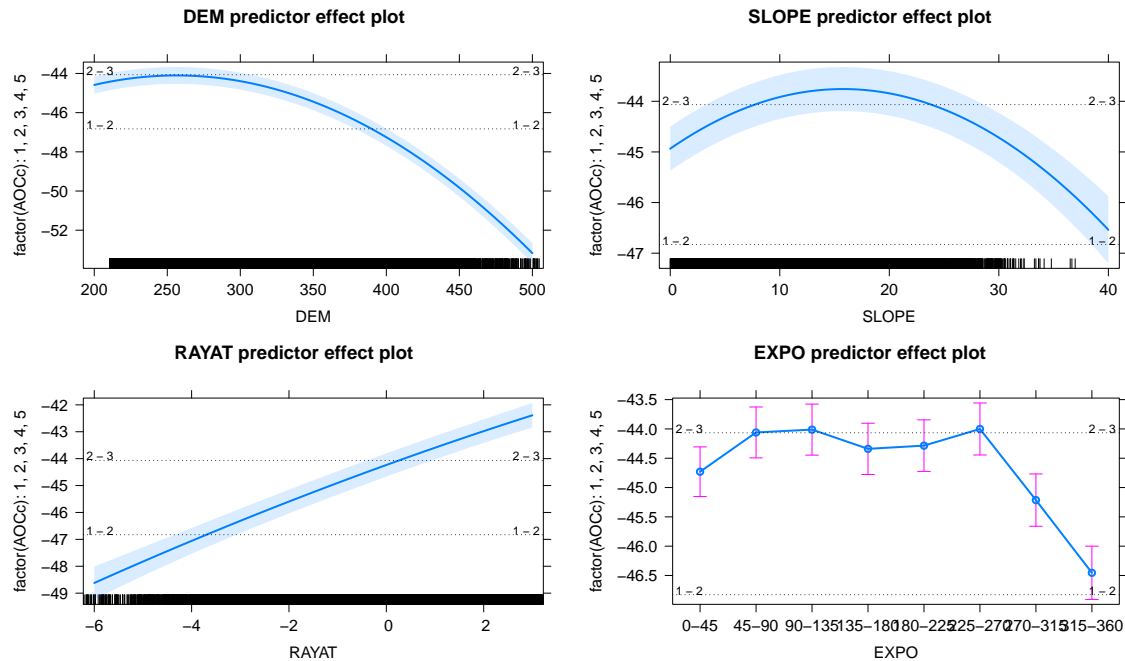 DEM predictor effect plot
factor(AOCc): 1, 2, 3, 4, 5
−44
−46
−48
−50
−52
2−3
2−3
1−2
1−2
200 250 300 350 400 450 500
DEM
SLOPE predictor effect plot
factor(AOCc): 1, 2, 3, 4, 5
−44
−45
−46
−47
2−3
2−3
1−2
1−2
0 10 20 30 40
SLOPE
RAYAT predictor effect plot
factor(AOCc): 1, 2, 3, 4, 5
−42
−43
−44
−45
−46
−47
−48
−49
2−3
2−3
1−2
1−2
−6 −4 −2 0 2
RAYAT
EXPO predictor effect plot
factor(AOCc): 1, 2, 3, 4, 5
−43.5
−44.0
−44.5
−45.0
−45.5
−46.0
−46.5
2−3
2−3
1−2
1−2
0−45 45−90 90−135 135−180 180−225 225−270 270−315 315−360
EXPO